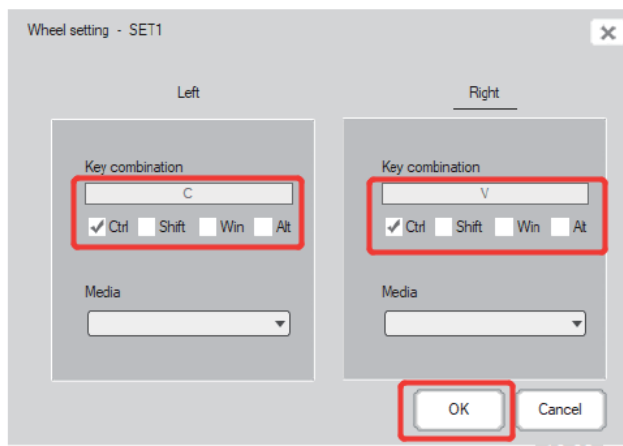 Wheel setting - SET1
Left
Right
Key combination
C
Ctrl Shift Win Alt
Media
Key combination
V
Ctrl Shift Win Alt
Media
OK
Cancel